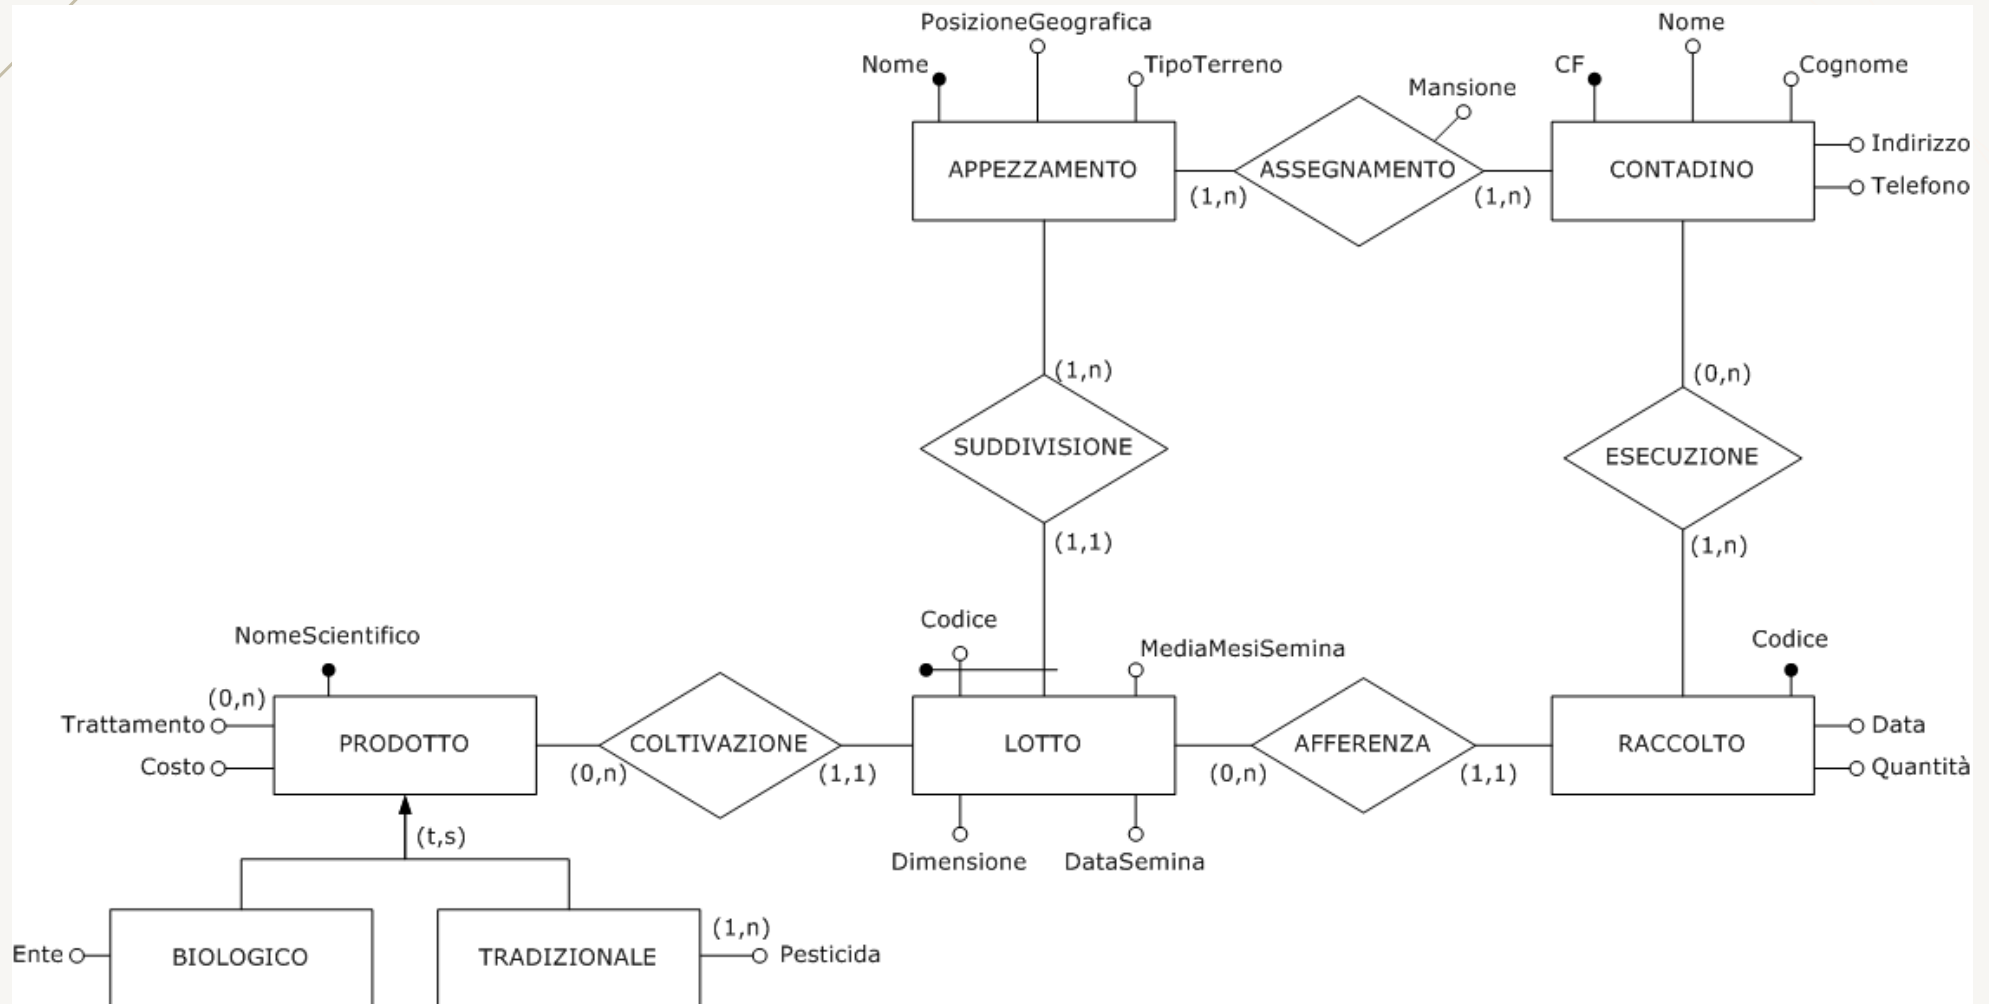 PosizioneGeografica
Nome
Nome
TipoTerreno
CF
Cognome
Mansione
Indirizzo
APPEZZAMENTO
ASSEGNAMENTO
CONTADINO
Telefono
(1,n)
(1,n)
(1,n)
(0,n)
SUDDIVISIONE
ESECUZIONE
(1,1)
(1,n)
Codice
NomeScientifico
MediaMesiSemina
Codice
(0,n)
Trattamento
Data
PRODOTTO
COLTIVAZIONE
LOTTO
AFFERENZA
RACCOLTO
Costo
(0,n)
(1,1)
(0,n)
(1,1)
Quantità
(t,s)
Dimensione
DataSemina
(1,n)
Ente
BIOLOGICO
TRADIZIONALE
Pesticida